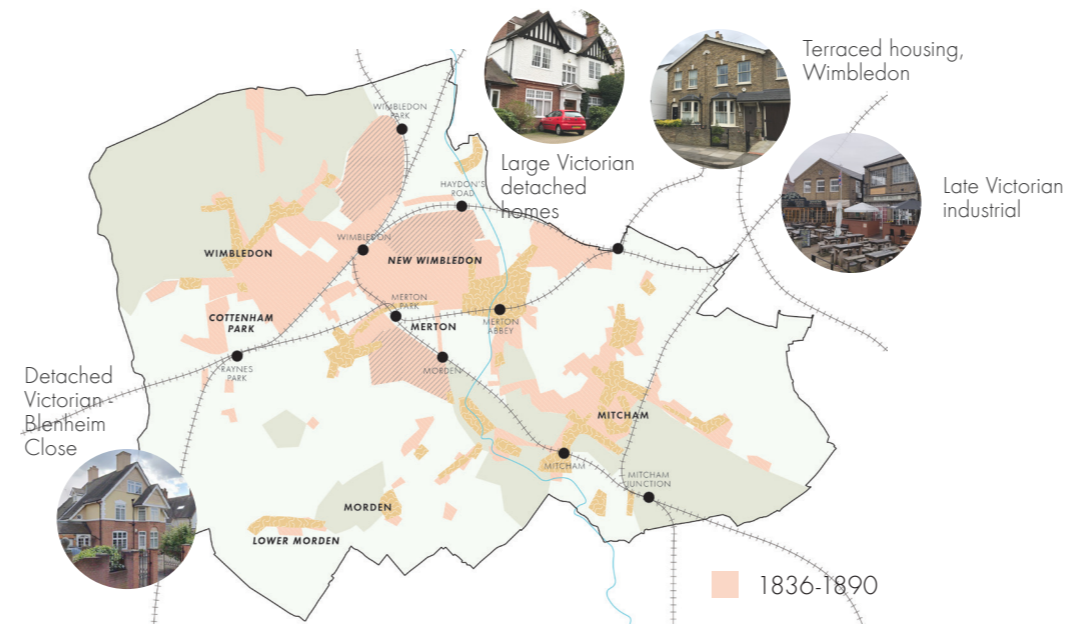 Terraced housing,
Wimbledon
Large Victorian
detached
homes
Late Victorian
industrial
WIMBLEDON
PARK
HAYDON'S
ROAD
WIMBLEDON
WIMBLEDON
NEW WIMBLEDON
MERTON
PARK
COTTENHAM
PARK
MERTON
MERTON
ABBEY
RAYNES
PARK
MORDEN
Detached
Victorian -
Blenheim
Close
MITCHAM
MITCHAM
MITCHAM
JUNCTION
MORDEN
LOWER MORDEN
1836-1890